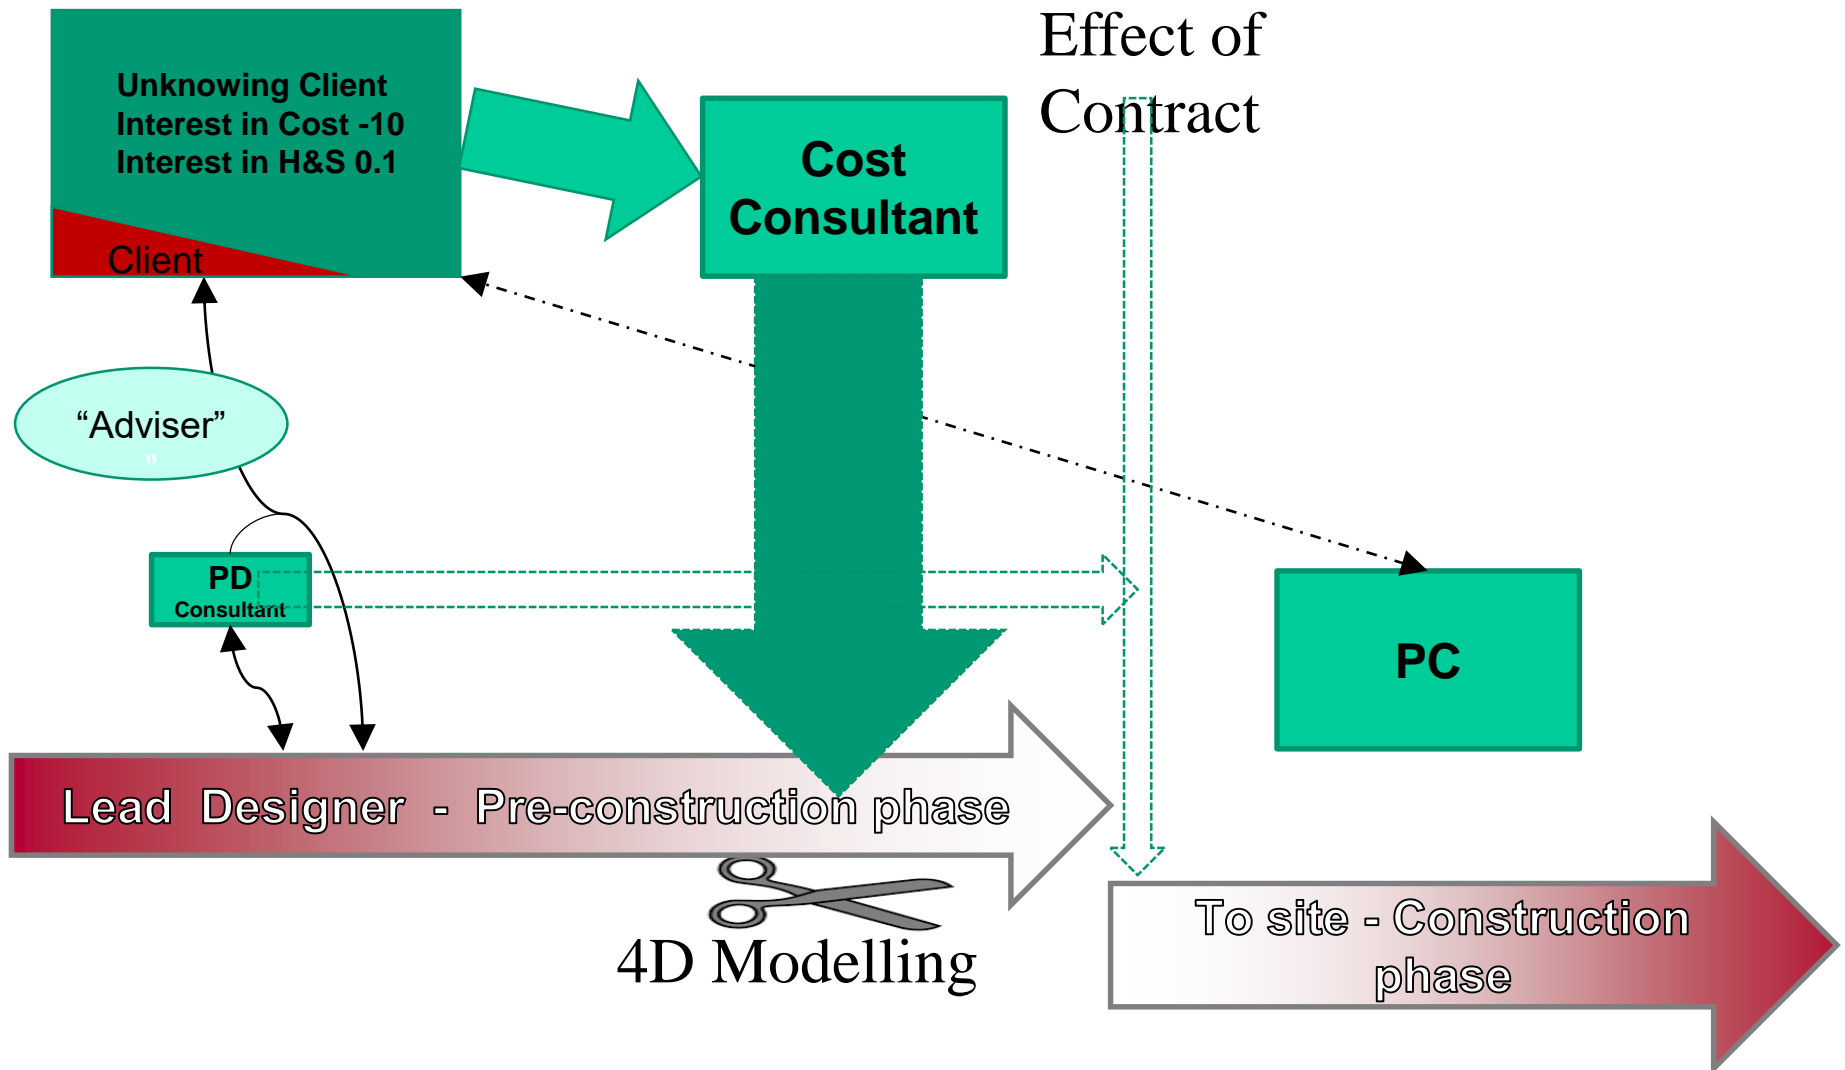 Effect of
Contract
Unknowing Client
Interest in Cost -10
Interest in H&S 0.1
Client
Cost
Consultant
“Adviser”
”
PD
Consultant
PC
Lead Designer - Pre-construction phase
4D Modelling
To site - Construction
phase